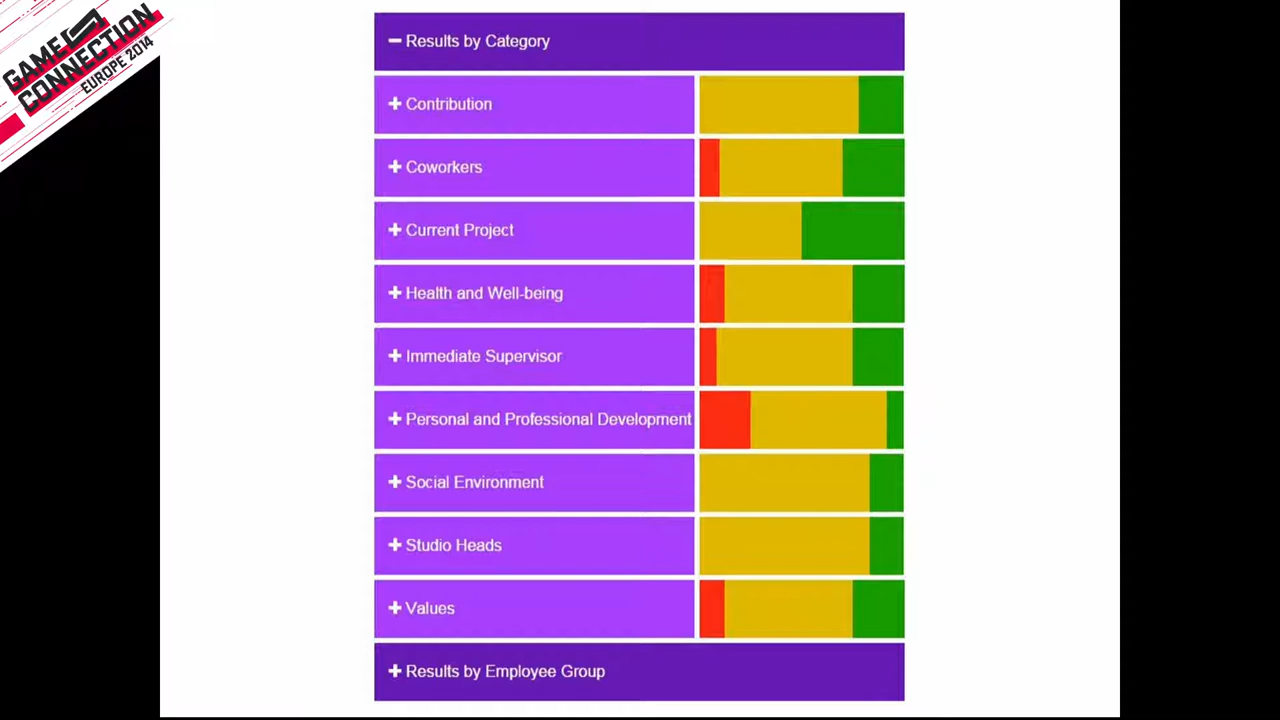 GAME
CONNECTION
EUROPE 2014
Results by Category
Contribution
Coworkers
Current Project
Health and Well-being
Immediate Supervisor
Personal and Professional Development
Social Environment
Studio Heads
Values
Results by Employee Group